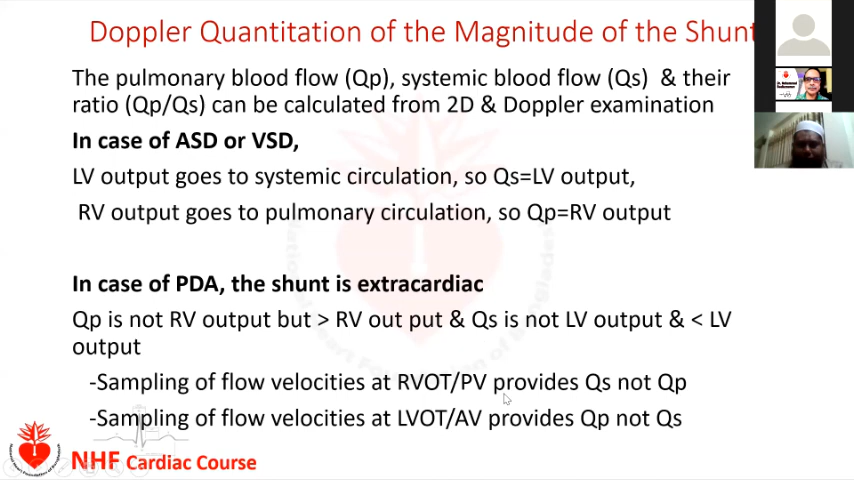 Doppler Quantitation of the Magnitude of the Shunt
The pulmonary blood flow (Qp), systemic blood flow (Qs) & their
ratio (Qp/Qs) can be calculated from 2D & Doppler examination
In case of ASD or VSD,
LV output goes to systemic circulation, so Qs=LV output,
RV output goes to pulmonary circulation, so Qp=RV output
In case of PDA, the shunt is extracardiac
Qp is not RV output but > RV out put & Qs is not LV output & < LV
output
-Sampling of flow velocities at RVOT/PV provides Qs not Qp
-Sampling of flow velocities at LVOT/AV provides Qp not Qs
NHF Cardiac Course